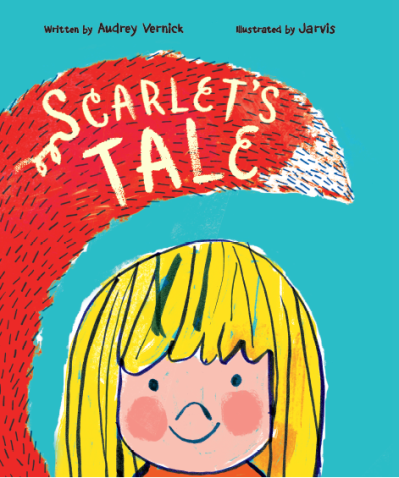 Written by Audrey Vernick Illustrated by Jarvis
SCARLET'S
TALE